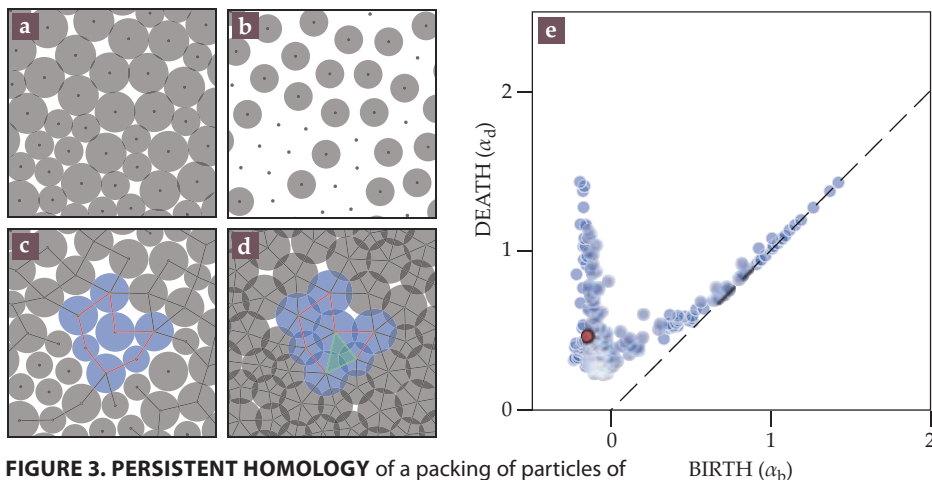 a
b
c
d
e
DEATH (αd)
2
1
0
0
1
2
BIRTH (αb)
FIGURE 3. PERSISTENT HOMOLOGY of a packing of particles of